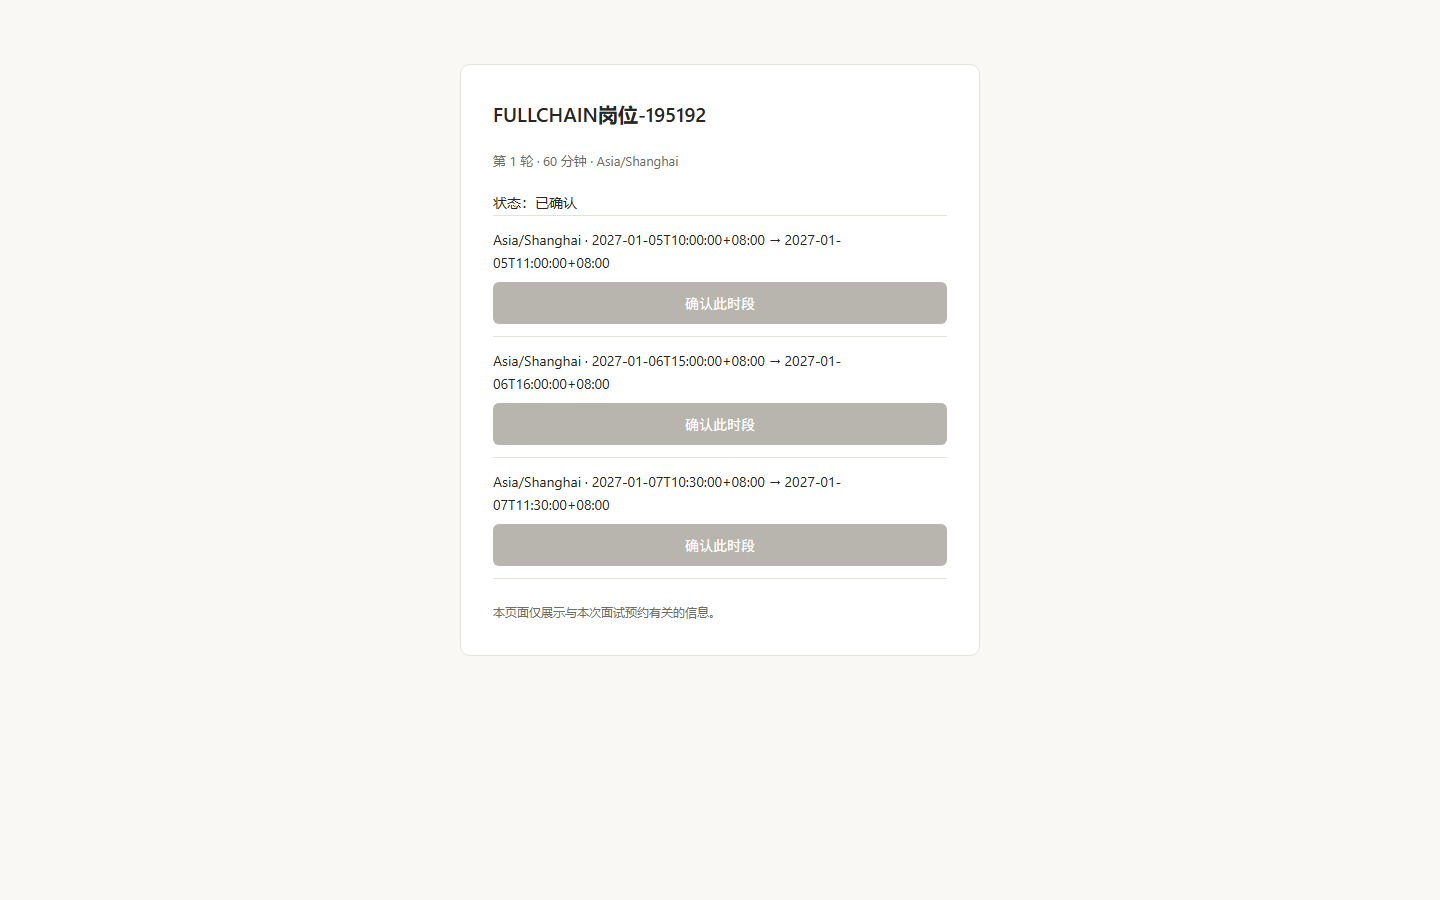 FULLCHAIN岗位-195192
第 1 轮 · 60 分钟 · Asia/Shanghai
状态：已确认
Asia/Shanghai · 2027-01-05T10:00:00+08:00 → 2027-01-
05T11:00:00+08:00
确认此时段
Asia/Shanghai · 2027-01-06T15:00:00+08:00 → 2027-01-
06T16:00:00+08:00
确认此时段
Asia/Shanghai · 2027-01-07T10:30:00+08:00 → 2027-01-
07T11:30:00+08:00
确认此时段
本页面仅展示与本次面试预约有关的信息。